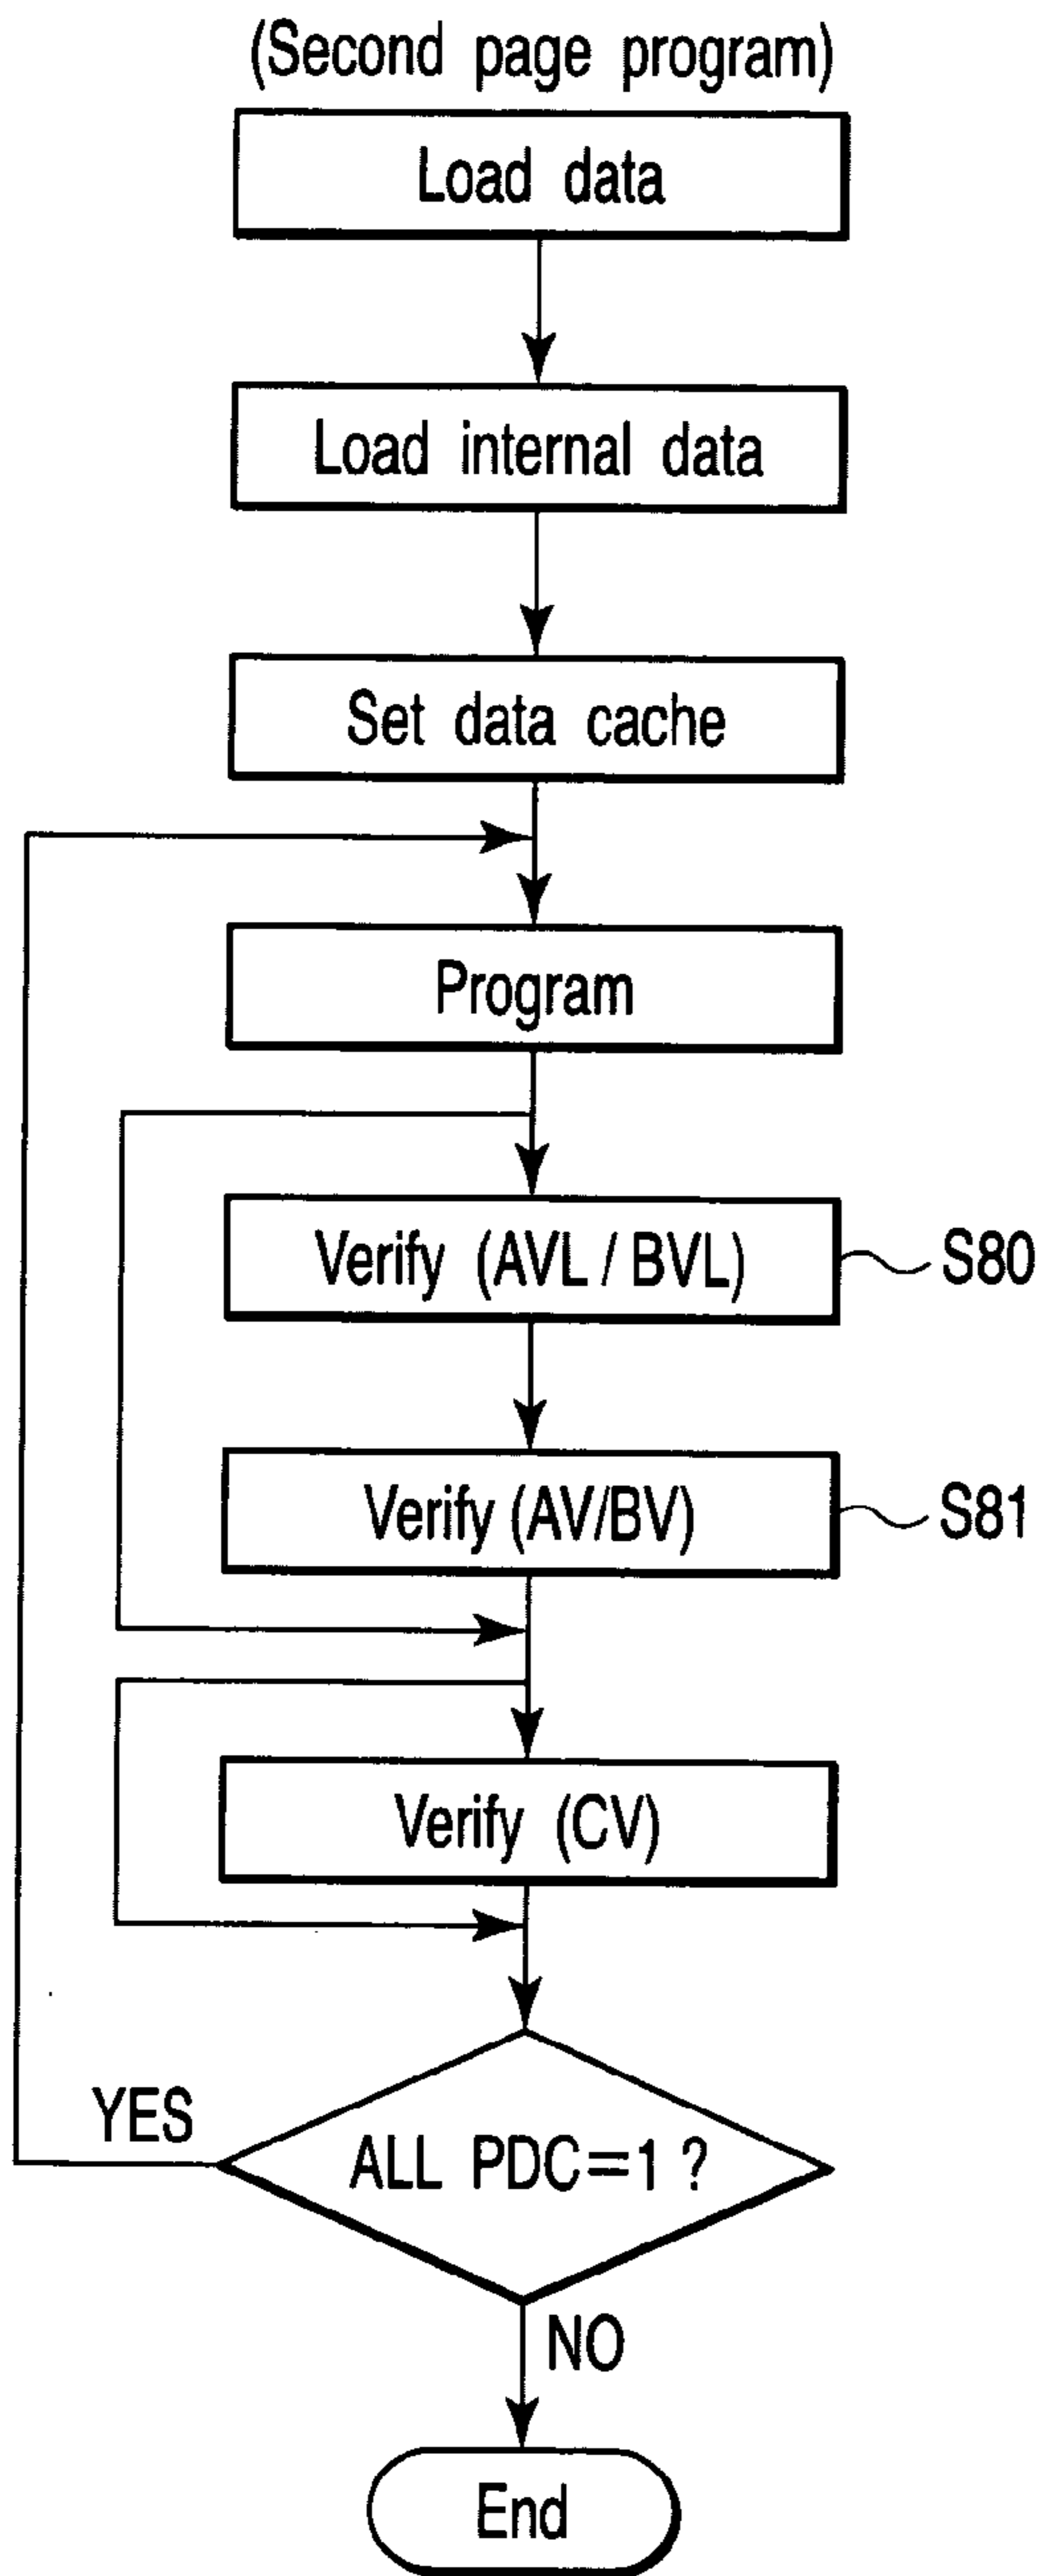 (Second page program)
Load data
Load internal data
Set data cache
Program
Verify (AVL / BVL)
S80
Verify (AV/BV)
S81
Verify (CV)
YES
ALL PDC=1 ?
NO
End